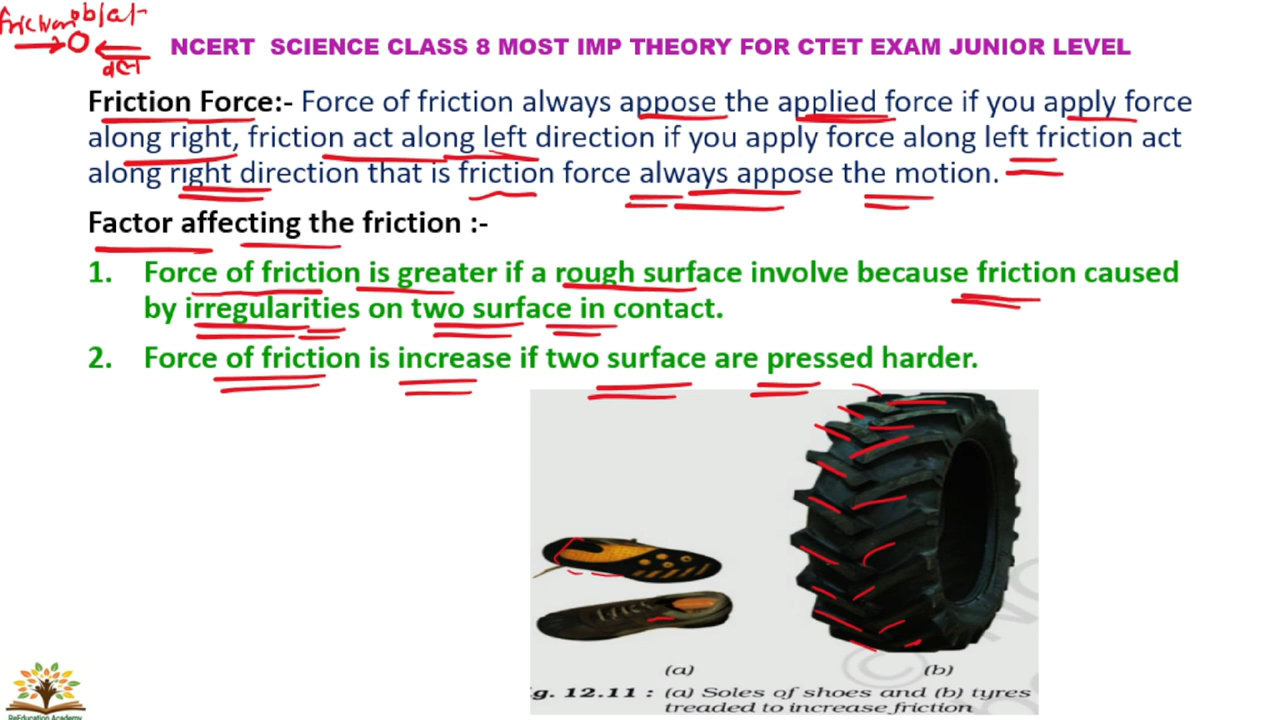 friction object
बल
NCERT SCIENCE CLASS 8 MOST IMP THEORY FOR CTET EXAM JUNIOR LEVEL
Friction Force:- Force of friction always appose the applied force if you apply force
along right, friction act along left direction if you apply force along left friction act
along right direction that is friction force always appose the motion.
Factor affecting the friction :-
1. Force of friction is greater if a rough surface involve because friction caused
by irregularities on two surface in contact.
2. Force of friction is increase if two surface are pressed harder.
(a) (b)
g. 12.11 : (a) Soles of shoes and (b) tyres
treaded to increase friction
ReEducation Academy